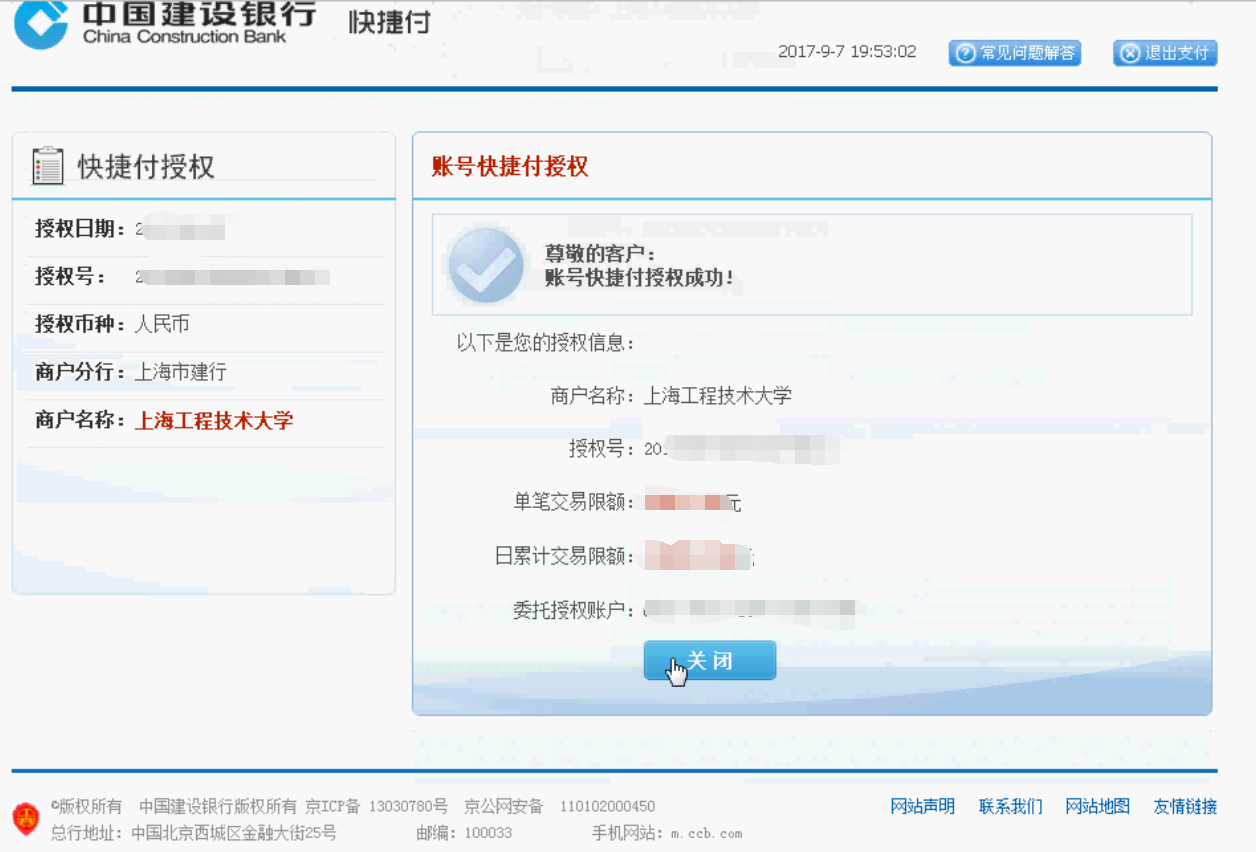 中国建设银行 快捷付
China Construction Bank
2017-9-7 19:53:02 常见问题解答 退出支付
快捷付授权
授权日期：2
授权号： 2
授权币种：人民币
商户分行：上海市建行
商户名称：上海工程技术大学
账号快捷付授权
尊敬的客户：
账号快捷付授权成功！
以下是您的授权信息：
商户名称：上海工程技术大学
授权号：201
单笔交易限额： 元
日累计交易限额：
委托授权账户：
关闭
©版权所有 中国建设银行版权所有 京ICP备 13030780号 京公网安备 110102000450
总行地址：中国北京西城区金融大街25号 邮编：100033 手机网站：m.ccb.com
网站声明 联系我们 网站地图 友情链接